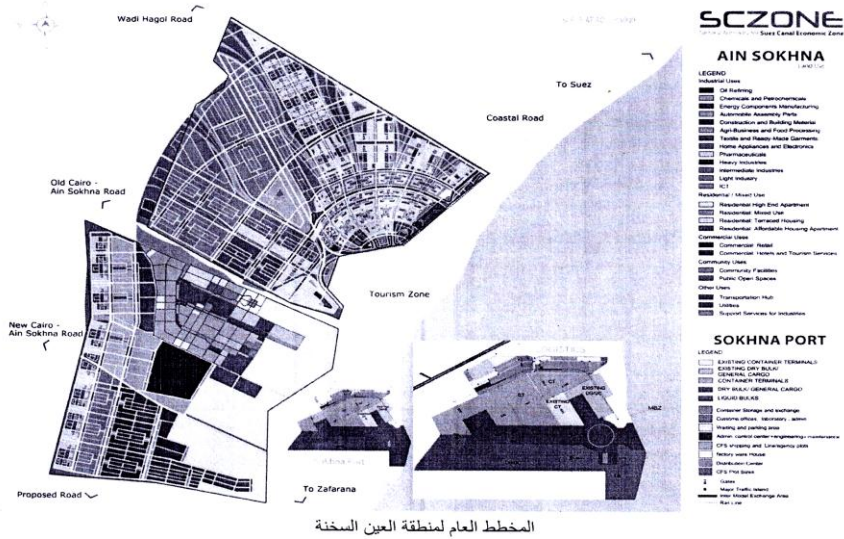 SCZONE
Suez Canal Economic Zone
AIN SOKHNA
Land Use
LEGEND
Industrial Uses
Oil Refining
Chemicals and Petrochemicals
Energy Components Manufacturing
Automobile Assembly Parts
Construction and Building Material
Agri-Business and Food Processing
Textile and Ready-Made Garments
Home Appliances and Electronics
Pharmaceuticals
Heavy Industries
Intermediate Industries
Light Industry
ICT
Residential / Mixed Use
Residential High End Apartment
Residential Mixed Use
Residential Terraced Housing
Residential Affordable Housing Apartment
Commercial Uses
Commercial Retail
Commercial Hotels and Tourism Services
Community Uses
Community Facilities
Public Open Spaces
Other Uses
Transportation Hub
Utilities
Support Services for Industries
SOKHNA PORT
LEGEND
EXISTING CONTAINER TERMINALS
EXISTING DRY BULK/
GENERAL CARGO
CONTAINER TERMINALS
DRY BULK/ GENERAL CARGO
LIQUID BULKS
Container Storage and exchange
Customs offices, laboratory, admin
Waiting and parking area
Admin. control center-engineering-maintenance
CFS shipping and
Factory ware House
Distribution Center
CFS Plot
Gates
Major Traffic Island
Inter Modal Exchange Area
Rail Line
Wadi Hagol Road
To Suez
Coastal Road
Old Cairo -
Ain Sokhna Road
Tourism Zone
New Cairo -
Ain Sokhna Road
EXISTING
CT
EXISTING
MBZ
Proposed Road
To Zafarana
المخطط العام لمنطقة العين السخنة